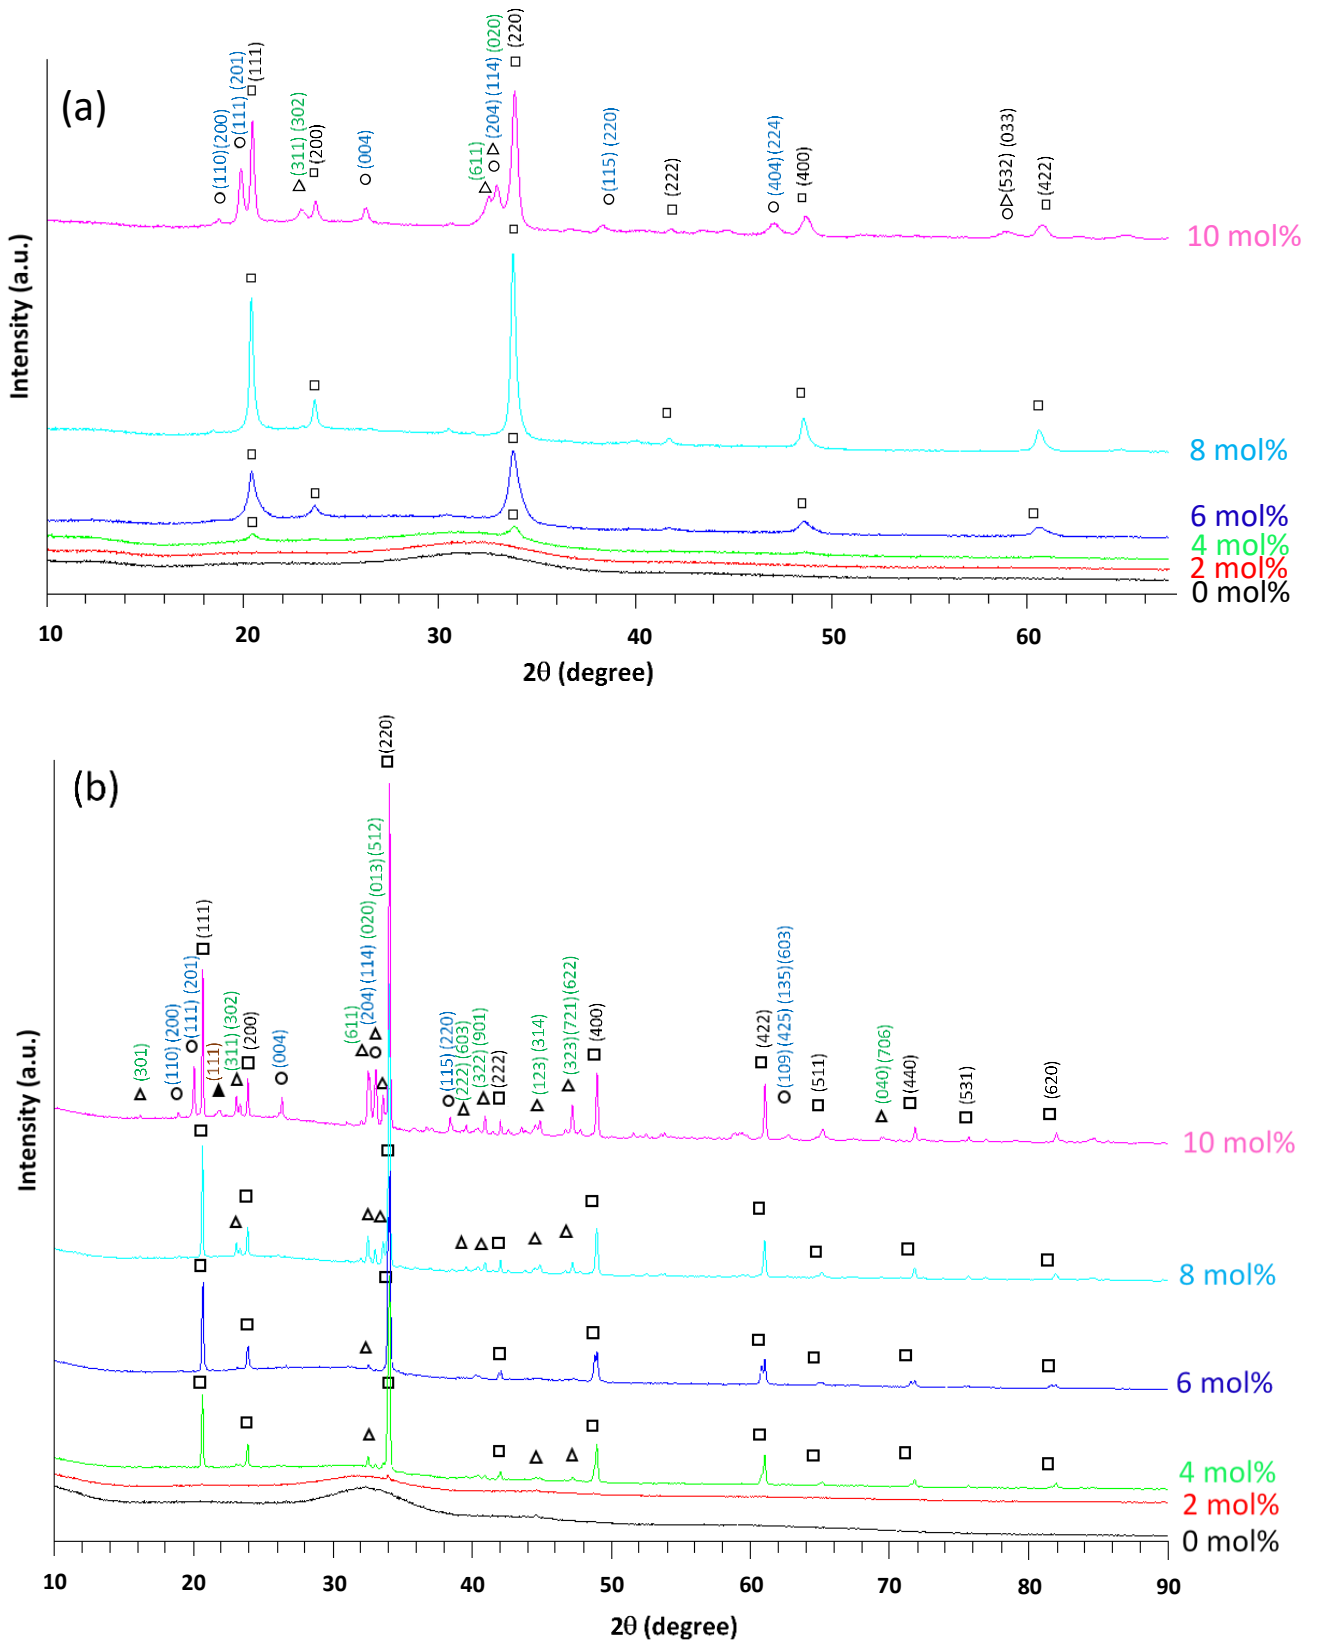 (a)
(110)(200)
(111) (201)
(111)
(311) (302)
(200)
(004)
(611)
(204) (114) (020)
(220)
(115) (220)
(222)
(404) (224)
(400)
(532) (033)
(422)
10 mol%
8 mol%
6 mol%
4 mol%
2 mol%
0 mol%
Intensity (a.u.)
10 20 30 40 50 60
2θ (degree)
(b)
(301)
(110) (200)
(111) (201)
(111)
(111)
(311) (302)
(200)
(004)
(611)
(204) (114) (020)
(013) (512)
(220)
(115) (220)
(222) (603)
(322) (901)
(222)
(123) (314)
(323) (721) (622)
(400)
(422)
(109) (425) (135) (603)
(511)
(040) (706)
(440)
(531)
(620)
10 mol%
8 mol%
6 mol%
4 mol%
2 mol%
0 mol%
Intensity (a.u.)
10 20 30 40 50 60 70 80 90
2θ (degree)